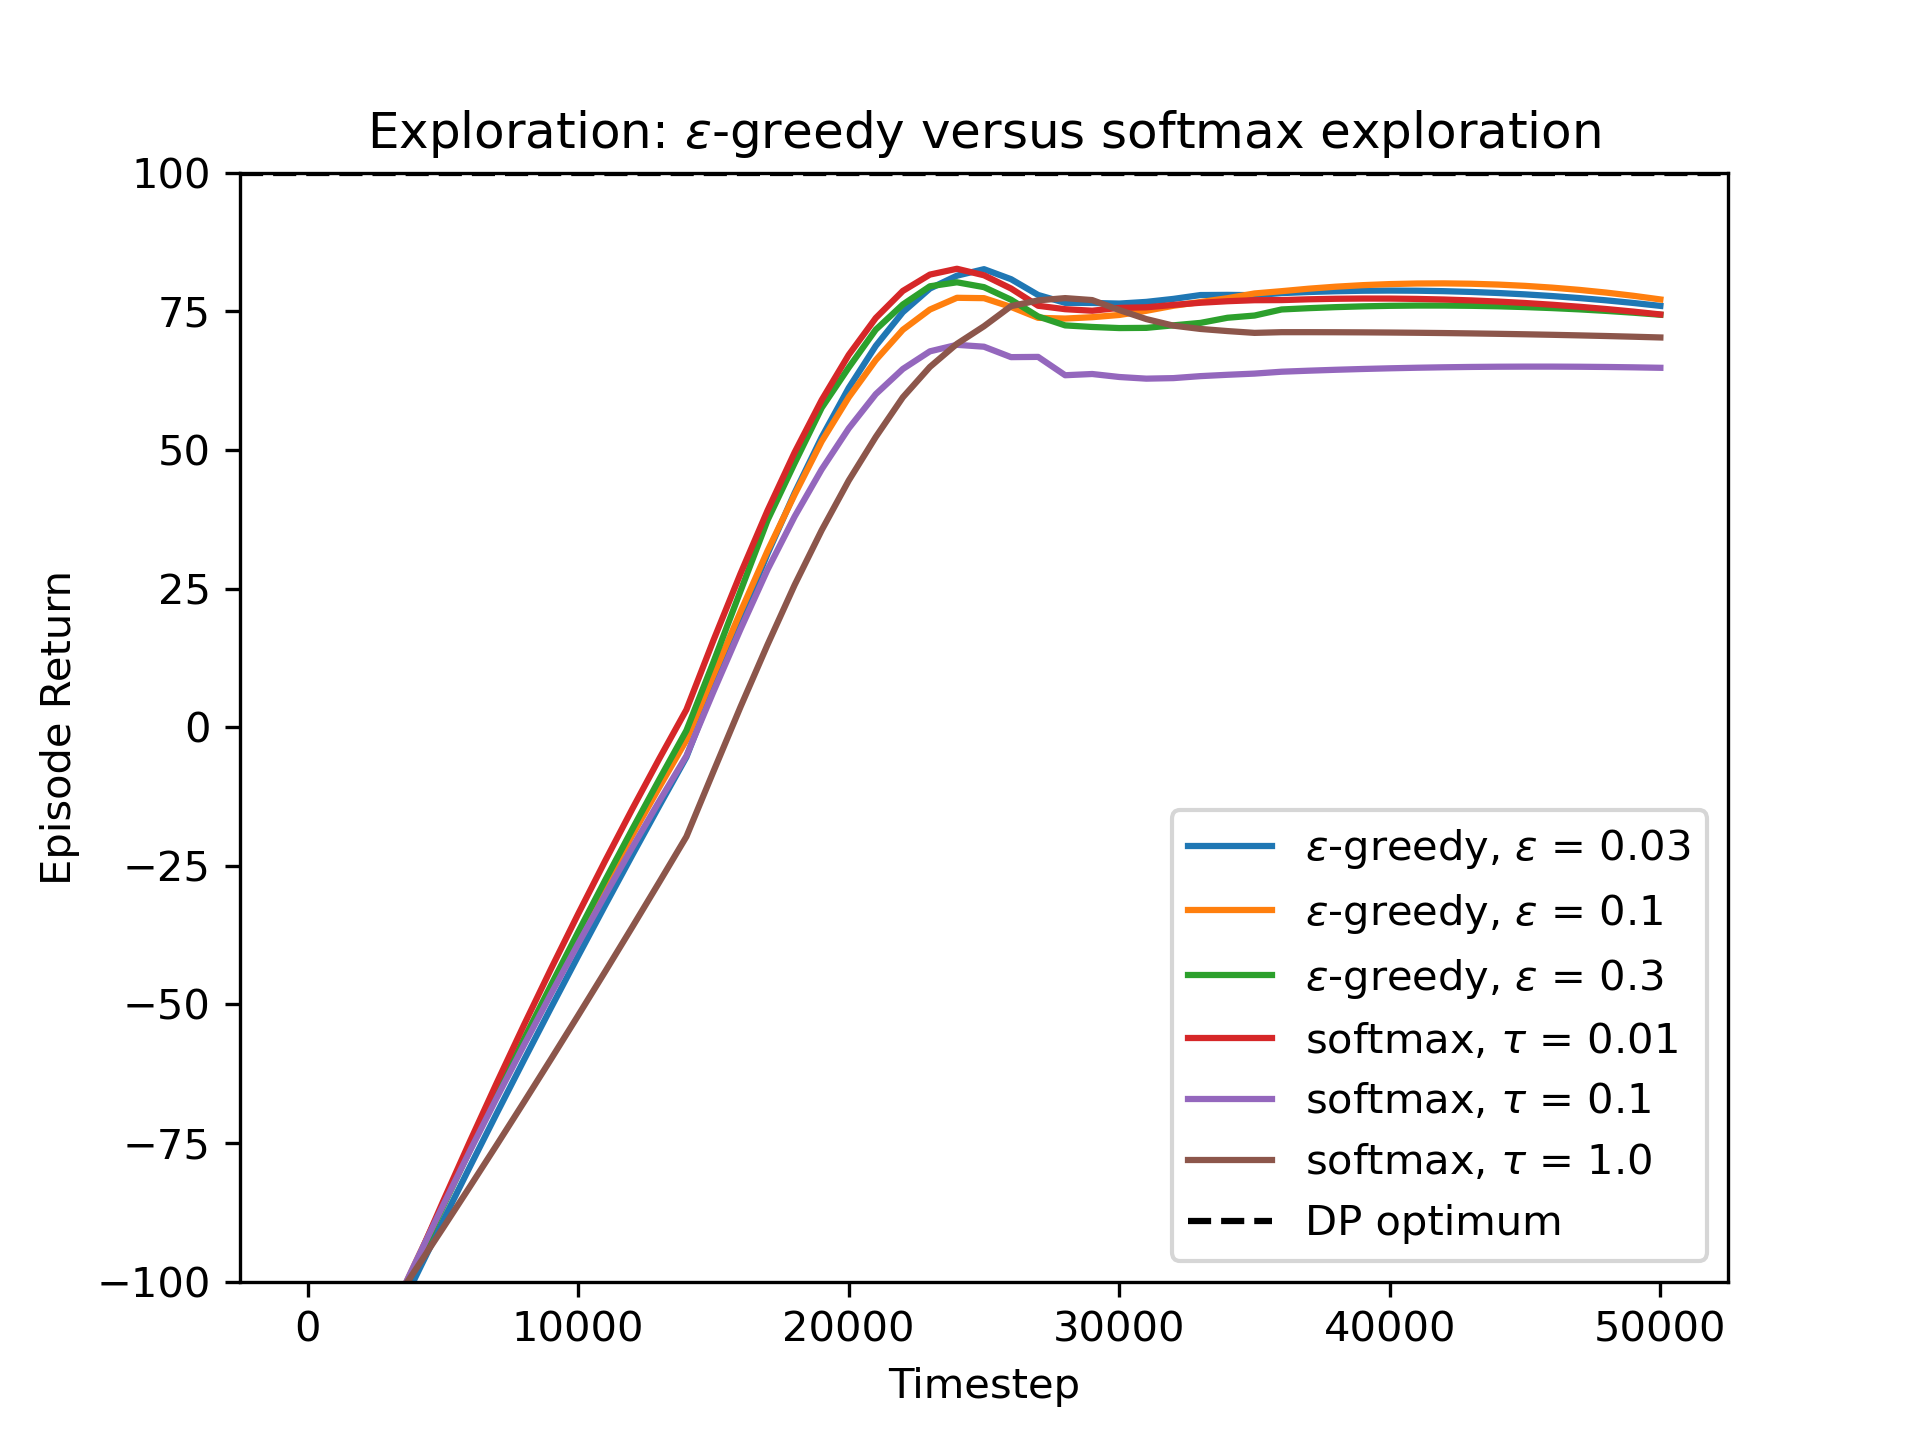 Exploration: ε-greedy versus softmax exploration
100
75
50
25
0
−25
−50
−75
−100
Episode Return
ε-greedy, ε = 0.03
ε-greedy, ε = 0.1
ε-greedy, ε = 0.3
softmax, τ = 0.01
softmax, τ = 0.1
softmax, τ = 1.0
DP optimum
0 10000 20000 30000 40000 50000
Timestep